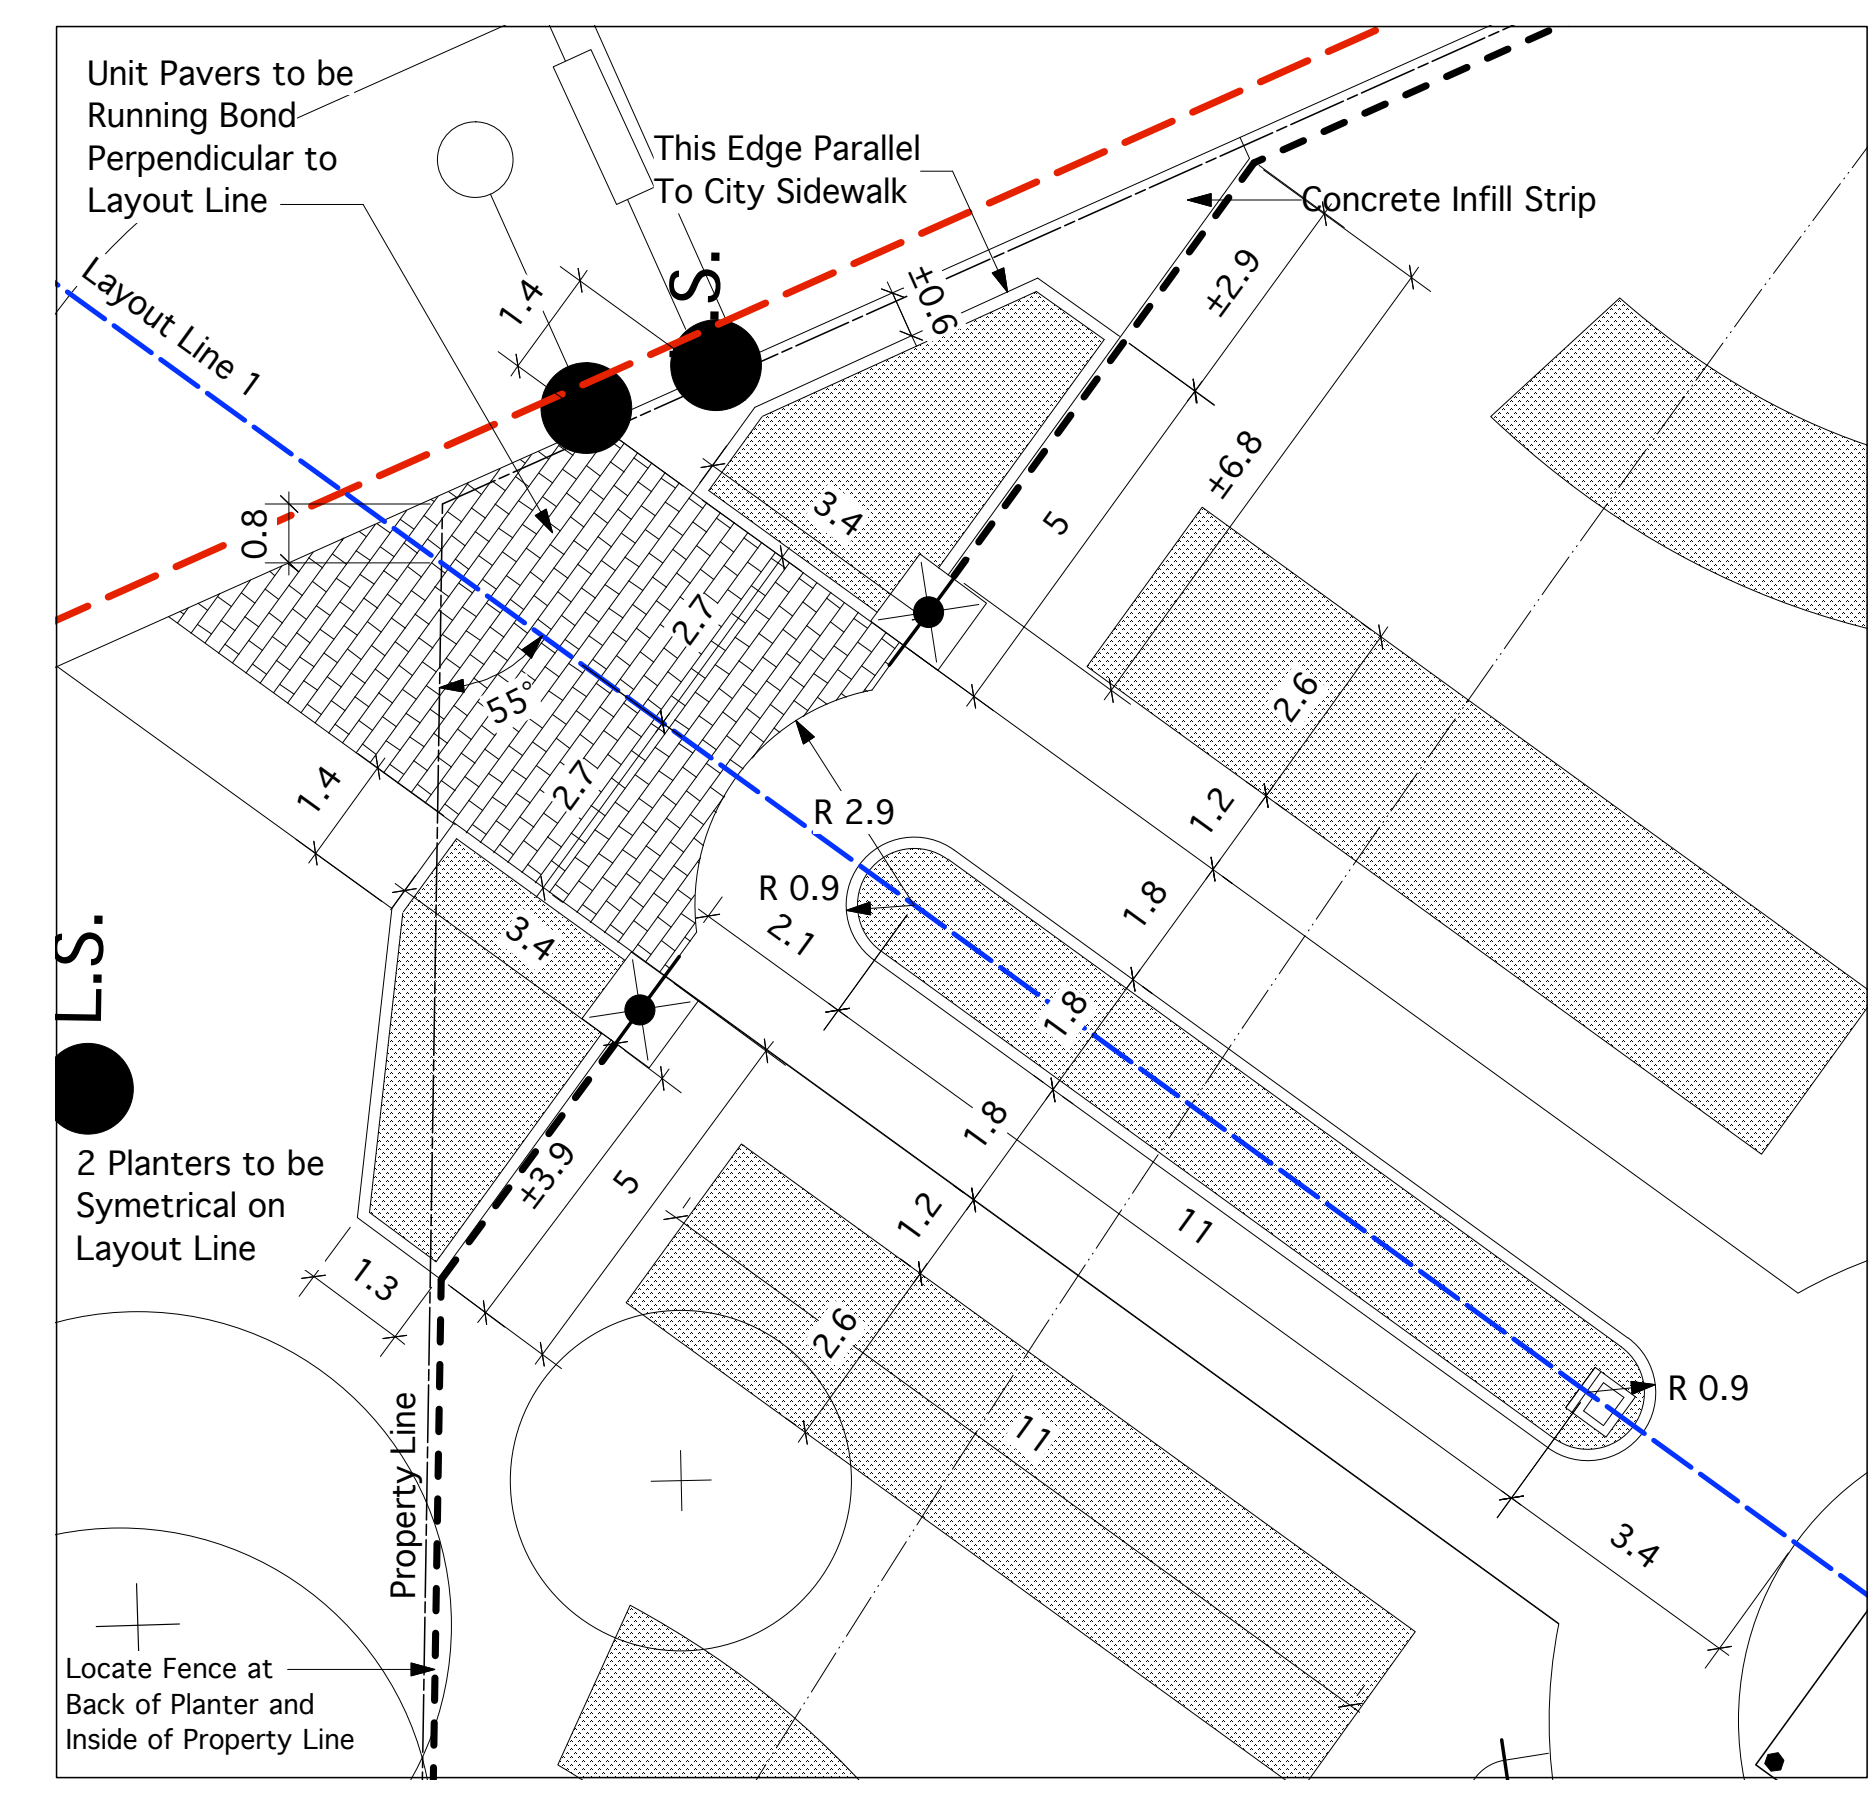 Unit Pavers to be
Running Bond
Perpendicular to
Layout Line
This Edge Parallel
To City Sidewalk
Concrete Infill Strip
Layout Line 1
1.4
.S.
±0.6
±2.9
±6.8
0.8
3.4
5
2.7
55°
2.6
1.4
2.7
R 2.9
1.2
R 0.9
1.8
2.1
3.4
L.S.
1.8
1.8
2 Planters to be
Symetrical on
Layout Line
±3.9
5
1.2
11
1.3
2.6
R 0.9
11
Property Line
3.4
Locate Fence at
Back of Planter and
Inside of Property Line